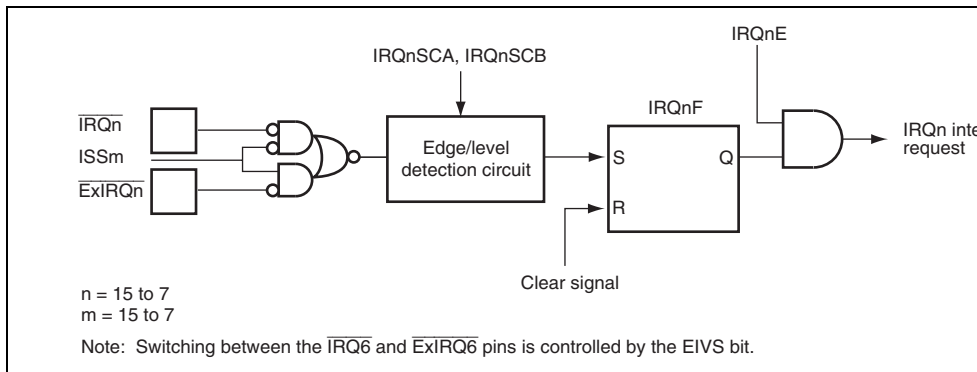 IRQnE
IRQnSCA, IRQnSCB
IRQnF
IRQn
ISSm
ExIRQn
Edge/level
detection circuit
S
Q
R
IRQn inte
request
Clear signal
n = 15 to 7
m = 15 to 7
Note: Switching between the IRQ6 and ExIRQ6 pins is controlled by the EIVS bit.